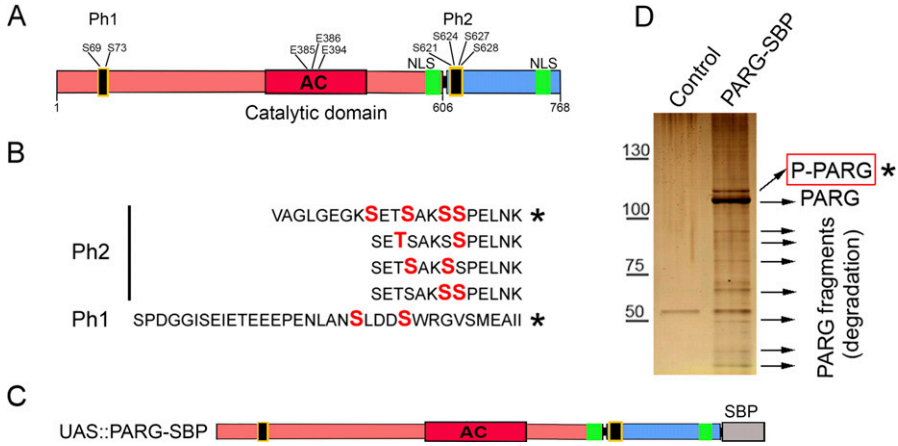 A
Ph1
Ph2
S69 S73
E385 E386 E394
S621 S624 S627 S628
NLS
NLS
AC
1
Catalytic domain
606
768
B
Ph2
VAGLGEGKSETSAKSSPELNK *
SETSAKSSPELNK
SETSAKSSPELNK
SETSAKSSPELNK
Ph1 SPDGGISEIETEEEPENLANSLDDSWRGVSMEAII *
C
UAS::PARG-SBP
AC
SBP
D
Control
PARG-SBP
130
100
75
50
P-PARG *
PARG
PARG fragments
(degradation)